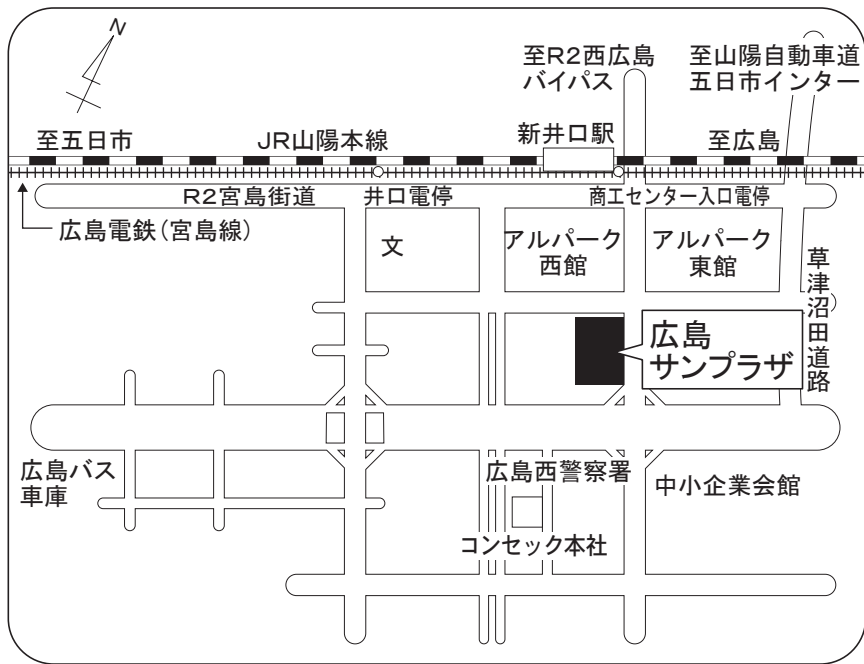 N
至R2西広島
バイパス
至山陽自動車道
五日市インター
至五日市
JR山陽本線
新井口駅
至広島
R2宮島街道
井口電停
商工センター入口電停
広島電鉄(宮島線)
文
アルパーク
西館
アルパーク
東館
草津沼田道路
広島
サンプラザ
広島バス
車庫
広島西警察署
中小企業会館
コンセック本社